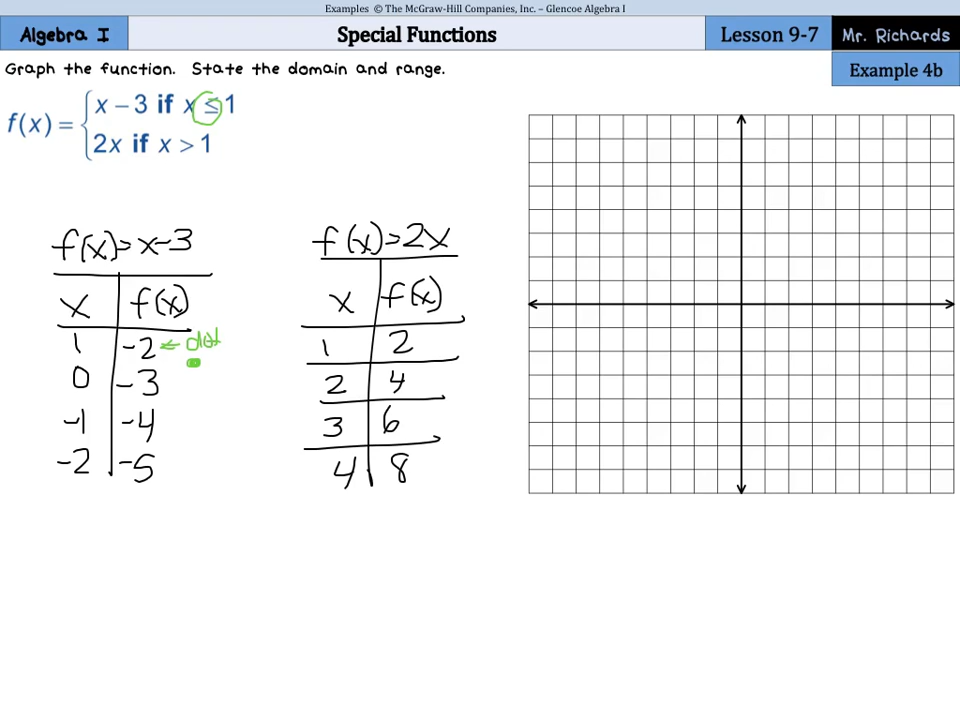 Examples © The McGraw-Hill Companies, Inc. – Glencoe Algebra I
Algebra I Special Functions Lesson 9-7 Mr. Richards
Graph the function. State the domain and range. Example 4b
f(x) = { x – 3 if x ≤ 1
2x if x > 1
f(x)=x-3
x f(x)
1 -2 ← dot
0 -3
-1 -4
-2 -5
f(x)=2x
x f(x)
1 2
2 4
3 6
4 8